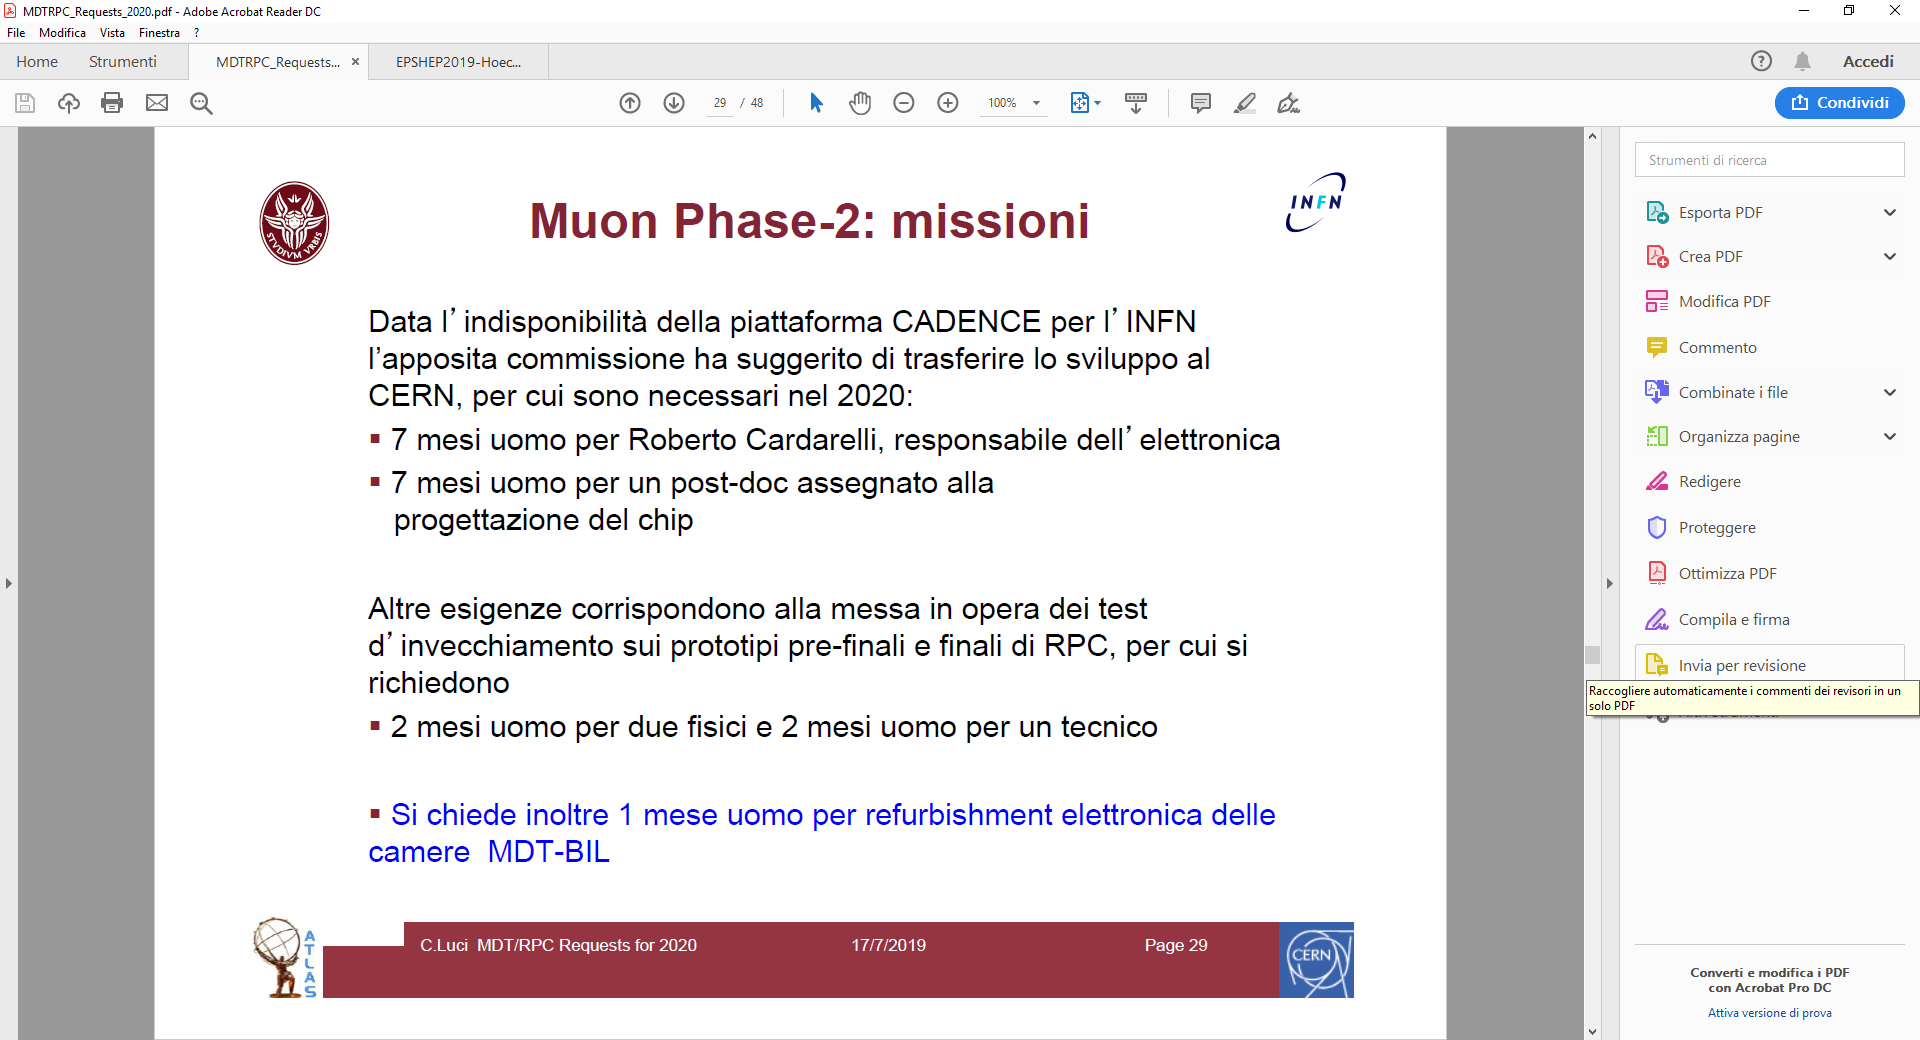 MDTRPC_Requests_2020.pdf - Adobe Acrobat Reader DC
File Modifica Vista Finestra ?
Home Strumenti MDTRPC_Requests... × EPSHEP2019-Hoec... Accedi
29 / 48 100% Condividi
Muon Phase-2: missioni
STVDIVM VRBIS
INFN
Data l’indisponibilità della piattaforma CADENCE per l’INFN
l’apposita commissione ha suggerito di trasferire lo sviluppo al
CERN, per cui sono necessari nel 2020:
▪ 7 mesi uomo per Roberto Cardarelli, responsabile dell’elettronica
▪ 7 mesi uomo per un post-doc assegnato alla
progettazione del chip
Altre esigenze corrispondono alla messa in opera dei test
d’invecchiamento sui prototipi pre-finali e finali di RPC, per cui si
richiedono
▪ 2 mesi uomo per due fisici e 2 mesi uomo per un tecnico
▪ Si chiede inoltre 1 mese uomo per refurbishment elettronica delle
camere MDT-BIL
ATLAS
C.Luci MDT/RPC Requests for 2020 17/7/2019 Page 29
CERN
Strumenti di ricerca
Esporta PDF
Crea PDF
Modifica PDF
Commento
Combinate i file
Organizza pagine
Redigere
Proteggere
Ottimizza PDF
Compila e firma
Invia per revisione
Raccogliere automaticamente i commenti dei revisori in un
solo PDF
Converti e modifica i PDF
con Acrobat Pro DC
Attiva versione di prova